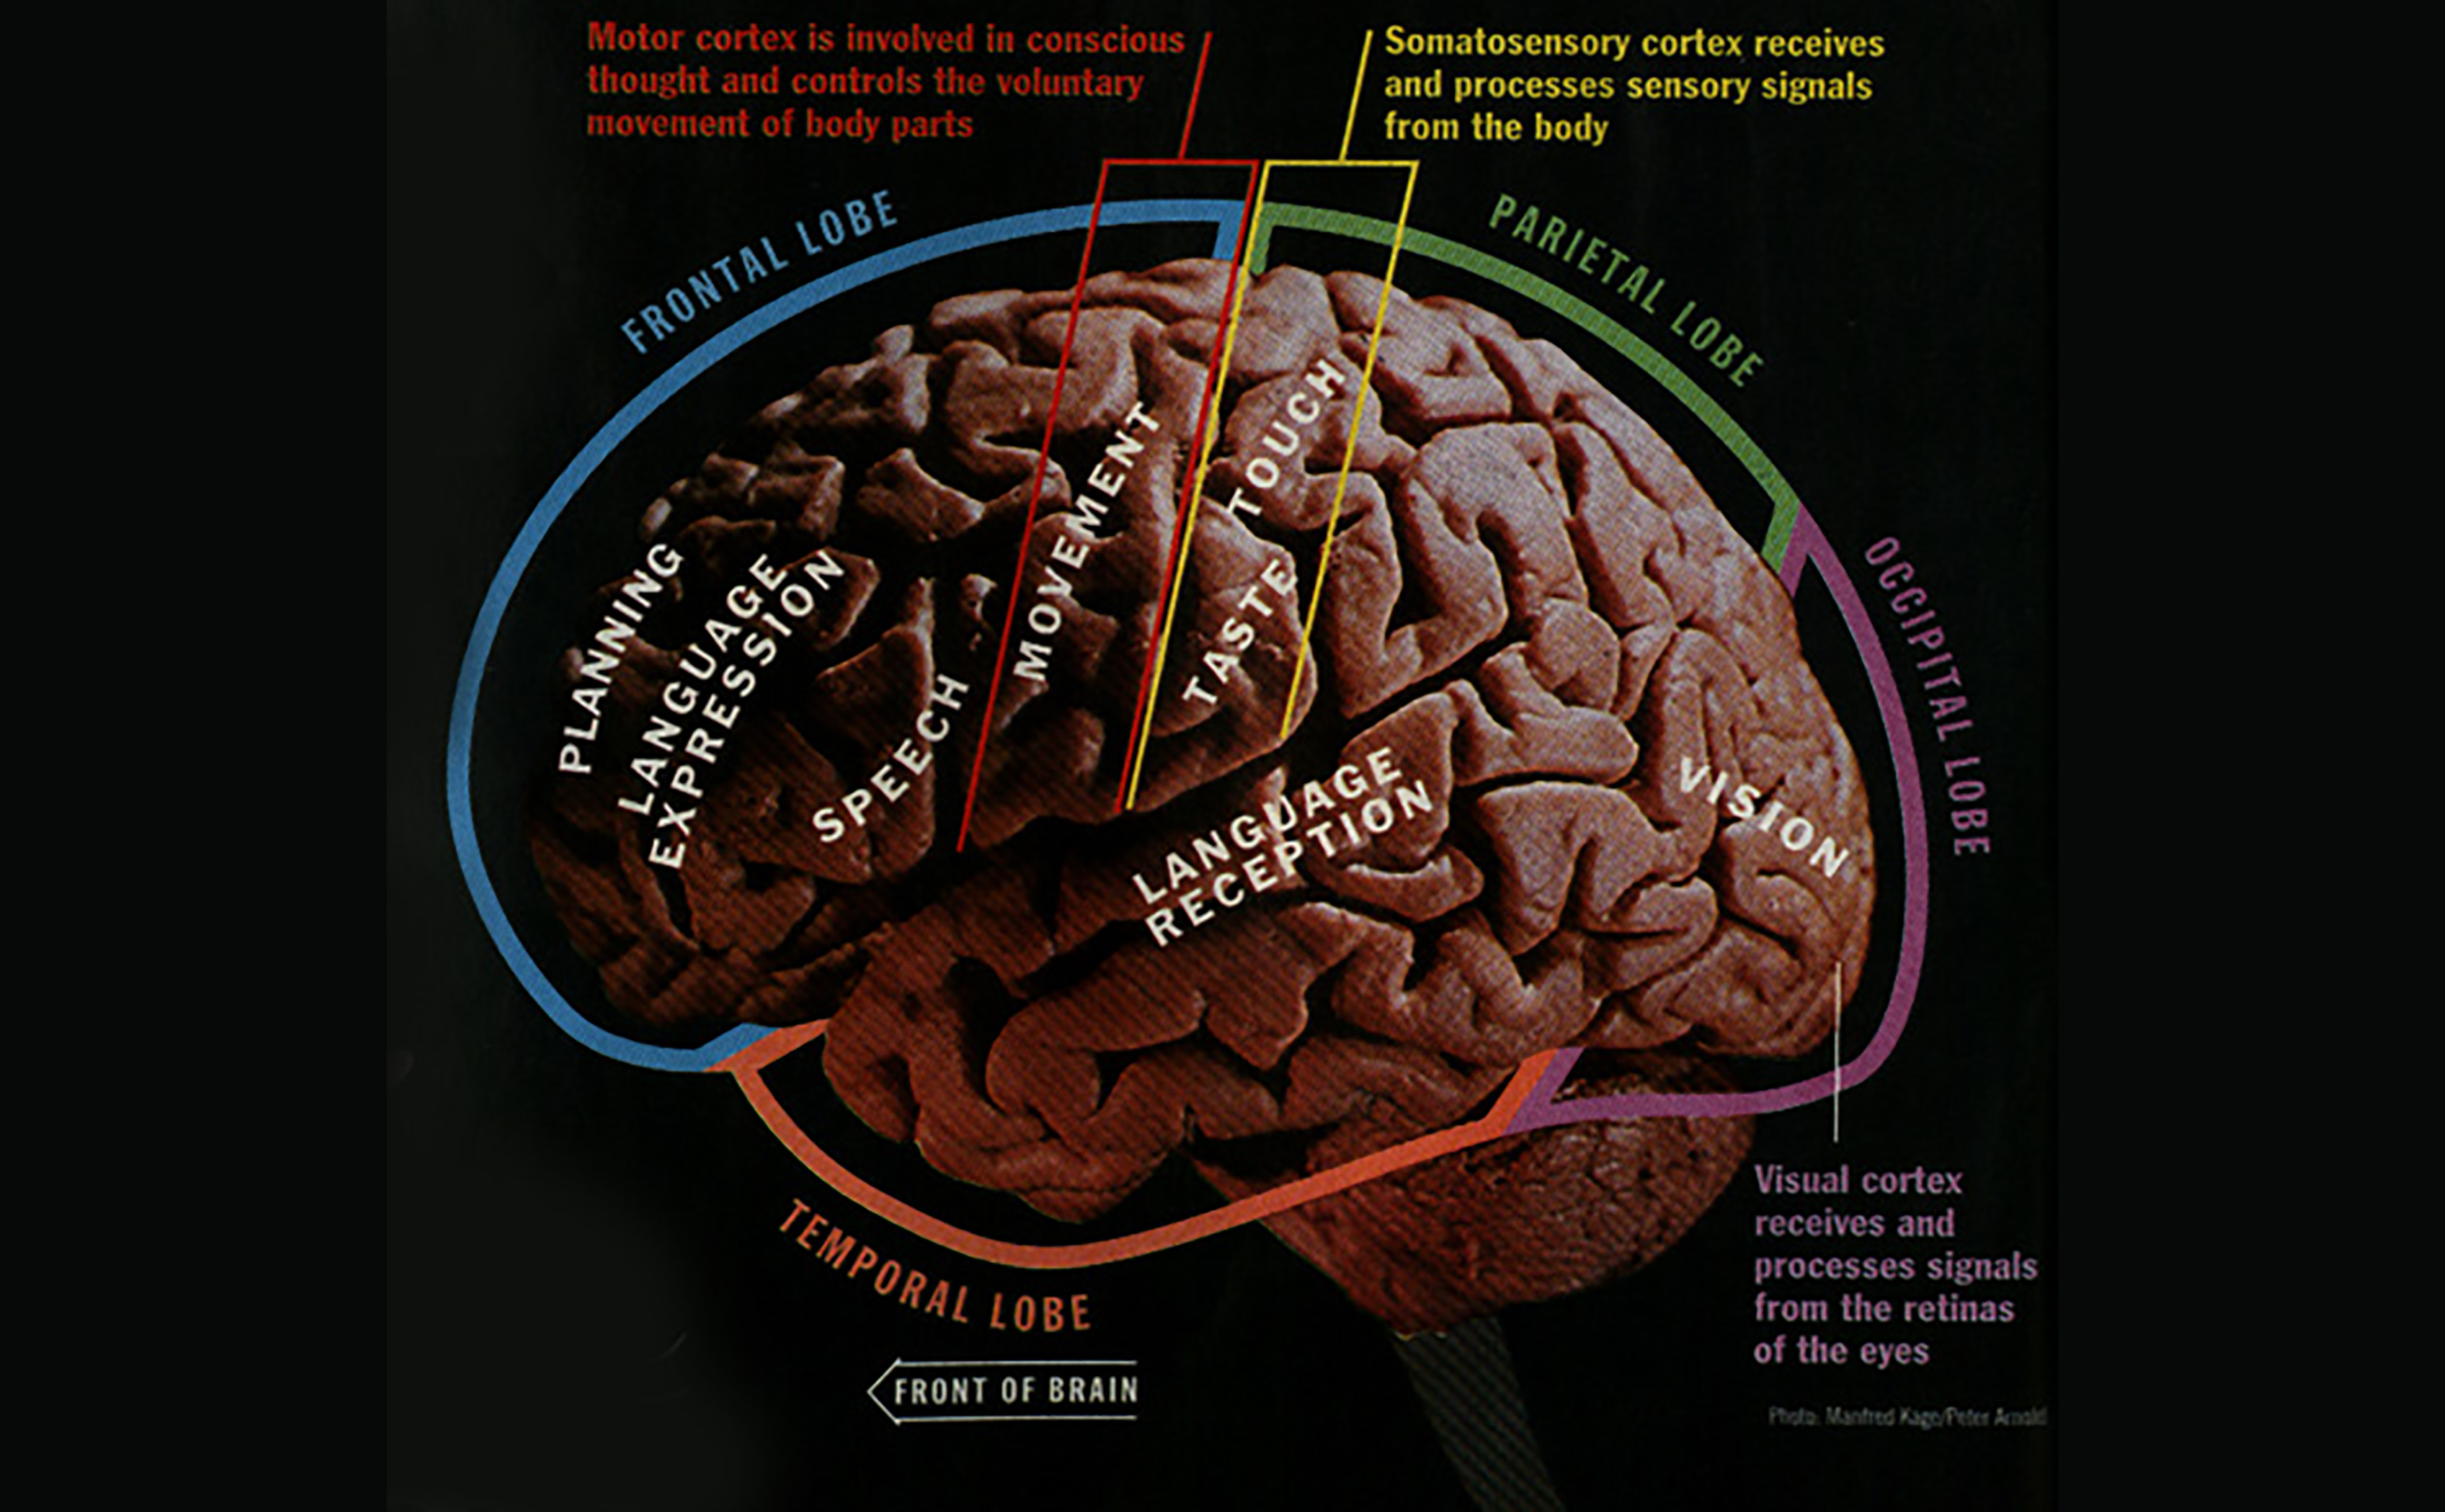 Motor cortex is involved in conscious
thought and controls the voluntary
movement of body parts
Somatosensory cortex receives
and processes sensory signals
from the body
FRONTAL LOBE
PARIETAL LOBE
OCCIPITAL LOBE
PLANNING
LANGUAGE
EXPRESSION
SPEECH
MOVEMENT
TOUCH
TASTE
LANGUAGE
RECEPTION
VISION
TEMPORAL LOBE
FRONT OF BRAIN
Visual cortex
receives and
processes signals
from the retinas
of the eyes
Photo: Manfred Kage/Peter Arnold